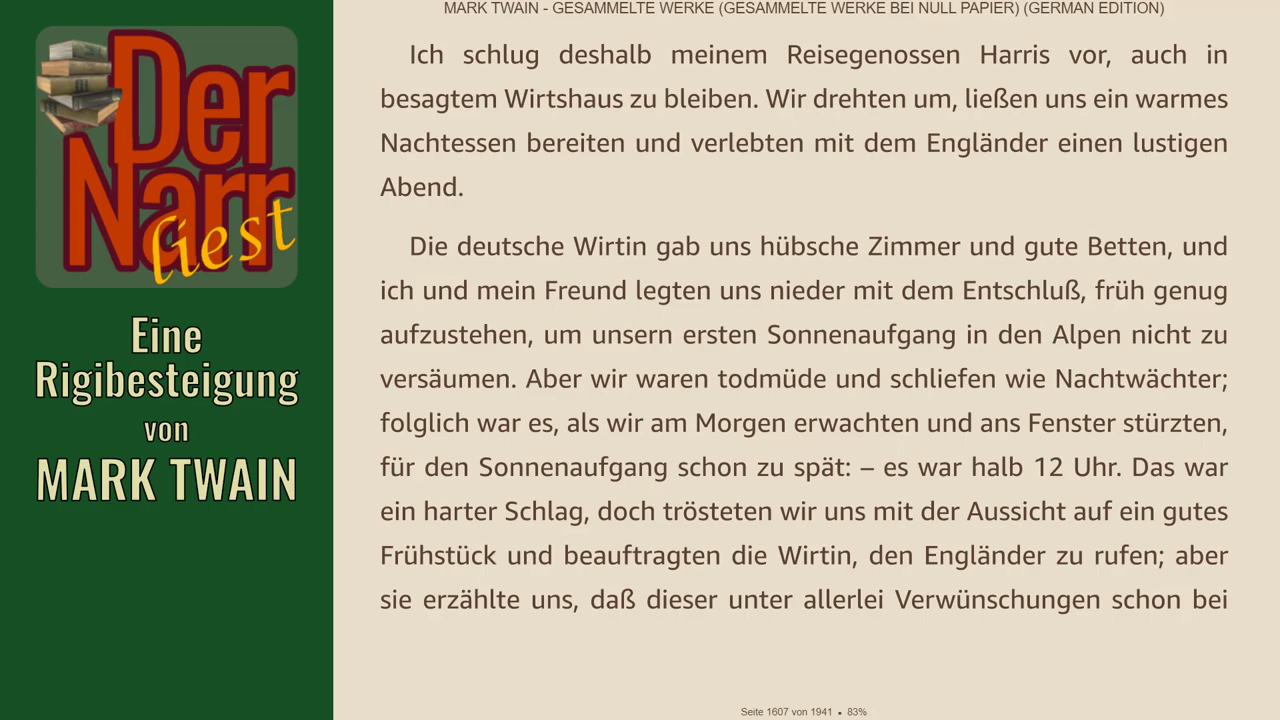 Der
Narr
liest
Eine
Rigibesteigung
von
MARK TWAIN
MARK TWAIN - GESAMMELTE WERKE (GESAMMELTE WERKE BEI NULL PAPIER) (GERMAN EDITION)
Ich schlug deshalb meinem Reisegenossen Harris vor, auch in
besagtem Wirtshaus zu bleiben. Wir drehten um, ließen uns ein warmes
Nachtessen bereiten und verlebten mit dem Engländer einen lustigen
Abend.
Die deutsche Wirtin gab uns hübsche Zimmer und gute Betten, und
ich und mein Freund legten uns nieder mit dem Entschluß, früh genug
aufzustehen, um unsern ersten Sonnenaufgang in den Alpen nicht zu
versäumen. Aber wir waren todmüde und schliefen wie Nachtwächter;
folglich war es, als wir am Morgen erwachten und ans Fenster stürzten,
für den Sonnenaufgang schon zu spät: – es war halb 12 Uhr. Das war
ein harter Schlag, doch trösteten wir uns mit der Aussicht auf ein gutes
Frühstück und beauftragten die Wirtin, den Engländer zu rufen; aber
sie erzählte uns, daß dieser unter allerlei Verwünschungen schon bei
Seite 1607 von 1941 • 83%